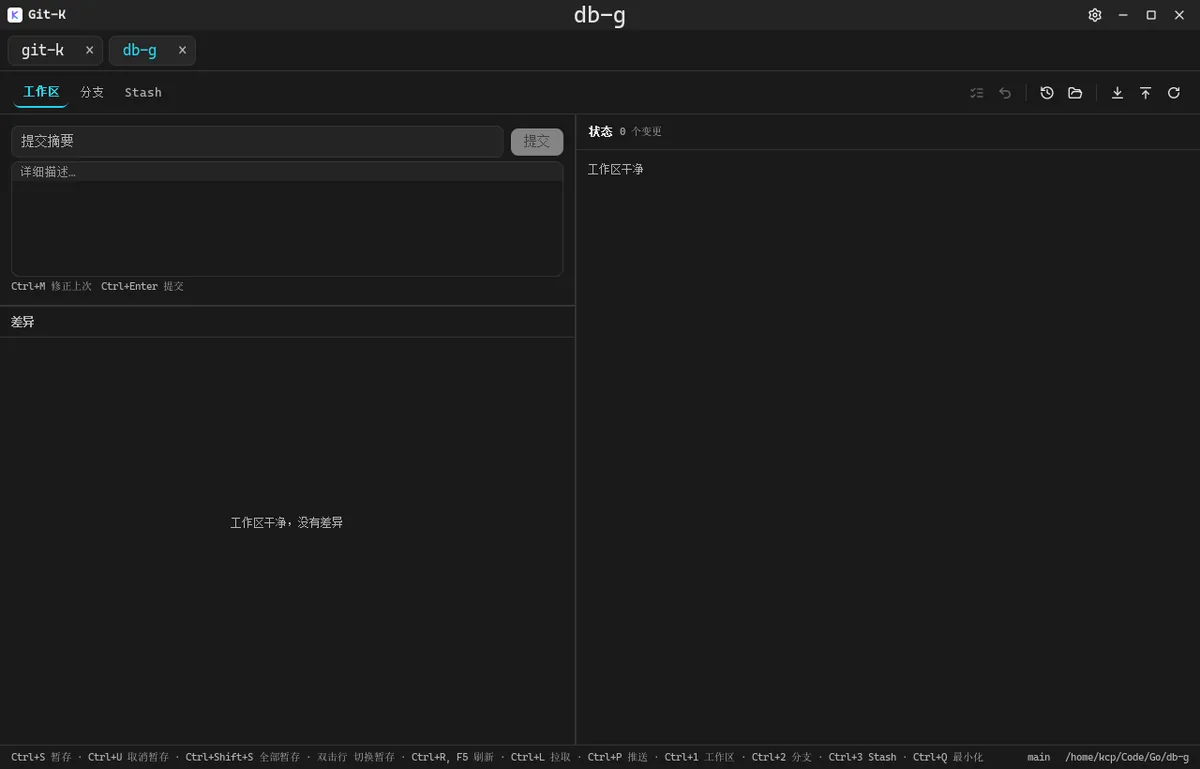 Git-K
db-g
git-k × db-g ×
工作区 分支 Stash
提交摘要 提交
详细描述…
Ctrl+M 修正上次 Ctrl+Enter 提交
差异
工作区干净，没有差异
状态 0 个变更
工作区干净
Ctrl+S 暂存 · Ctrl+U 取消暂存 · Ctrl+Shift+S 全部暂存 · 双击行 切换暂存 · Ctrl+R, F5 刷新 · Ctrl+L 拉取 · Ctrl+P 推送 · Ctrl+1 工作区 · Ctrl+2 分支 · Ctrl+3 Stash · Ctrl+Q 最小化 main /home/kcp/Code/Go/db-g